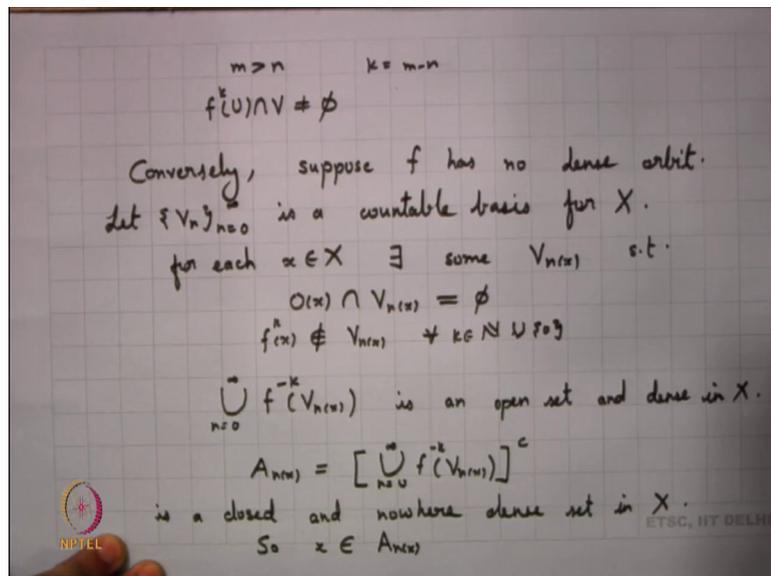 m > n k = m-n
f^k(U) ∩ V ≠ ϕ
Conversely, suppose f has no dense orbit.
Let {V_n}_{n=0}^∞ is a countable basis for X.
for each x ∈ X ∃ some V_{n(x)} s.t.
O(x) ∩ V_{n(x)} = ϕ
f^k(x) ∉ V_{n(x)} ∀ k ∈ ℕ ∪ {0}
⋃_{n=0}^∞ f^{-k}(V_{n(x)}) is an open set and dense in X.
A_{n(x)} = [⋃_{n=0}^∞ f^{-k}(V_{n(x)})]^c
is a closed and nowhere dense set in X.
So x ∈ A_{n(x)}
ETSC, IIT DELHI
NPTEL